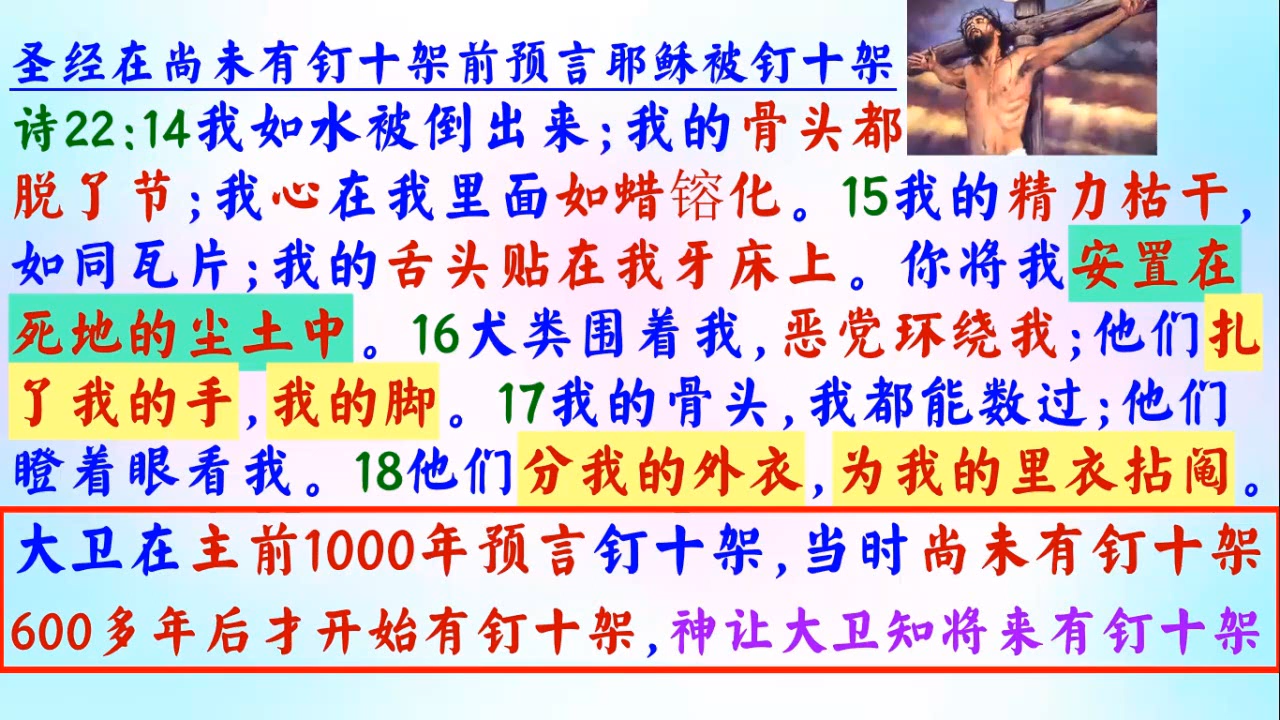 圣经在尚未有钉十架前预言耶稣被钉十架
诗22:14我如水被倒出来;我的骨头都
脱了节;我心在我里面如蜡镕化。15我的精力枯干,
如同瓦片;我的舌头贴在我牙床上。你将我安置在
死地的尘土中。16犬类围着我,恶党环绕我;他们扎
了我的手,我的脚。17我的骨头,我都能数过;他们
瞪着眼看我。18他们分我的外衣,为我的里衣拈阄。
大卫在主前1000年预言钉十架,当时尚未有钉十架
600多年后才开始有钉十架,神让大卫知将来有钉十架